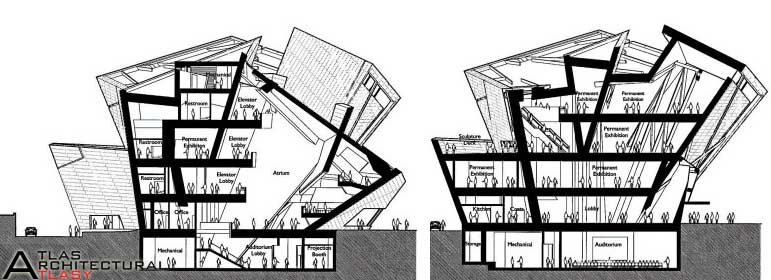 Mechanical
Restroom
Elevator
Lobby
Restroom
Permanent
Exhibition
Elevator
Lobby
Restroom
Elevator
Lobby
Atrium
Office
Office
Mechanical
Auditorium
Lobby
Projection
Booth
Permanent
Exhibition
Permanent
Exhibition
Permanent
Exhibition
Sculpture
Deck
Permanent
Exhibition
Permanent
Exhibition
Kitchen
Coats
Lobby
Storage
Mechanical
Auditorium
ATLAS
ARCHITECTURAL
ATLASY